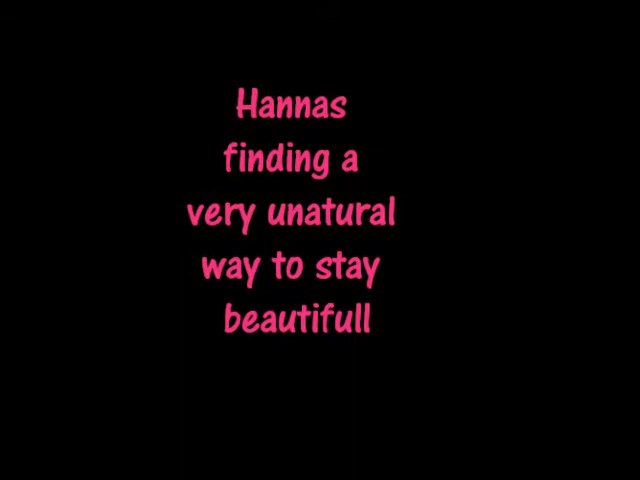 Hannas
finding a
very unatural
way to stay
beautifull